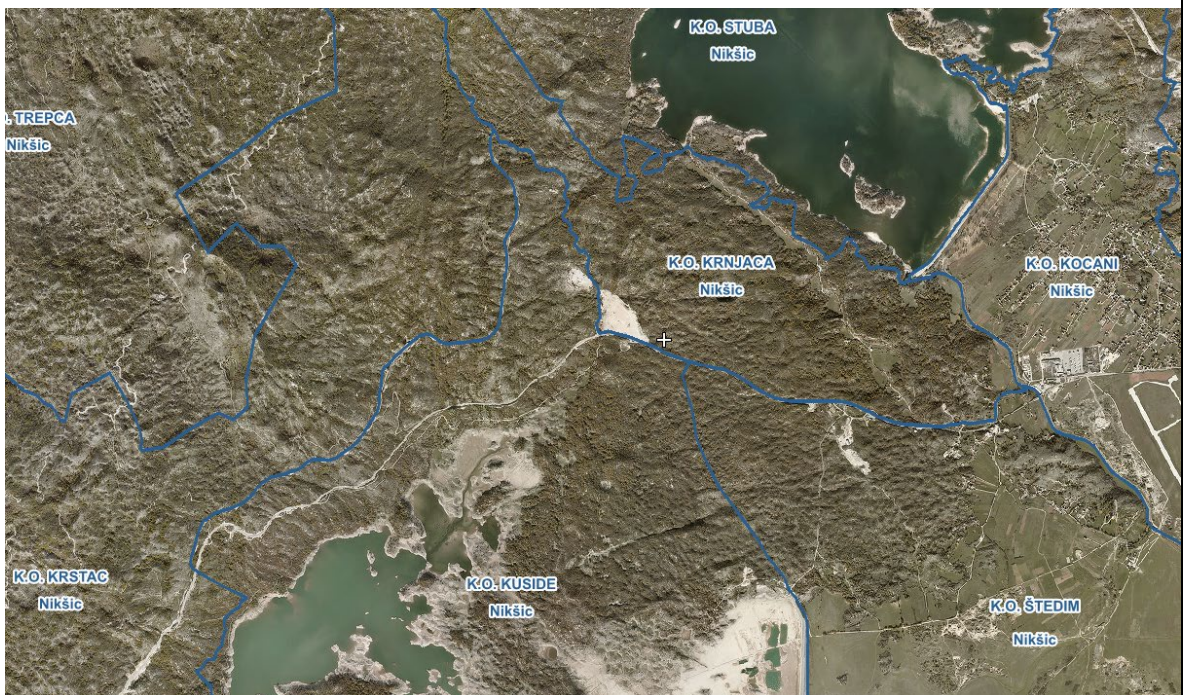 K.O. STUBA
Nikšic
. TREPCA
Nikšic
K.O. KRNJACA
Nikšic
K.O. KOCANI
Nikšic
K.O. KRSTAC
Nikšic
K.O. KUSIDE
Nikšic
K.O. ŠTEDIM
Nikšic